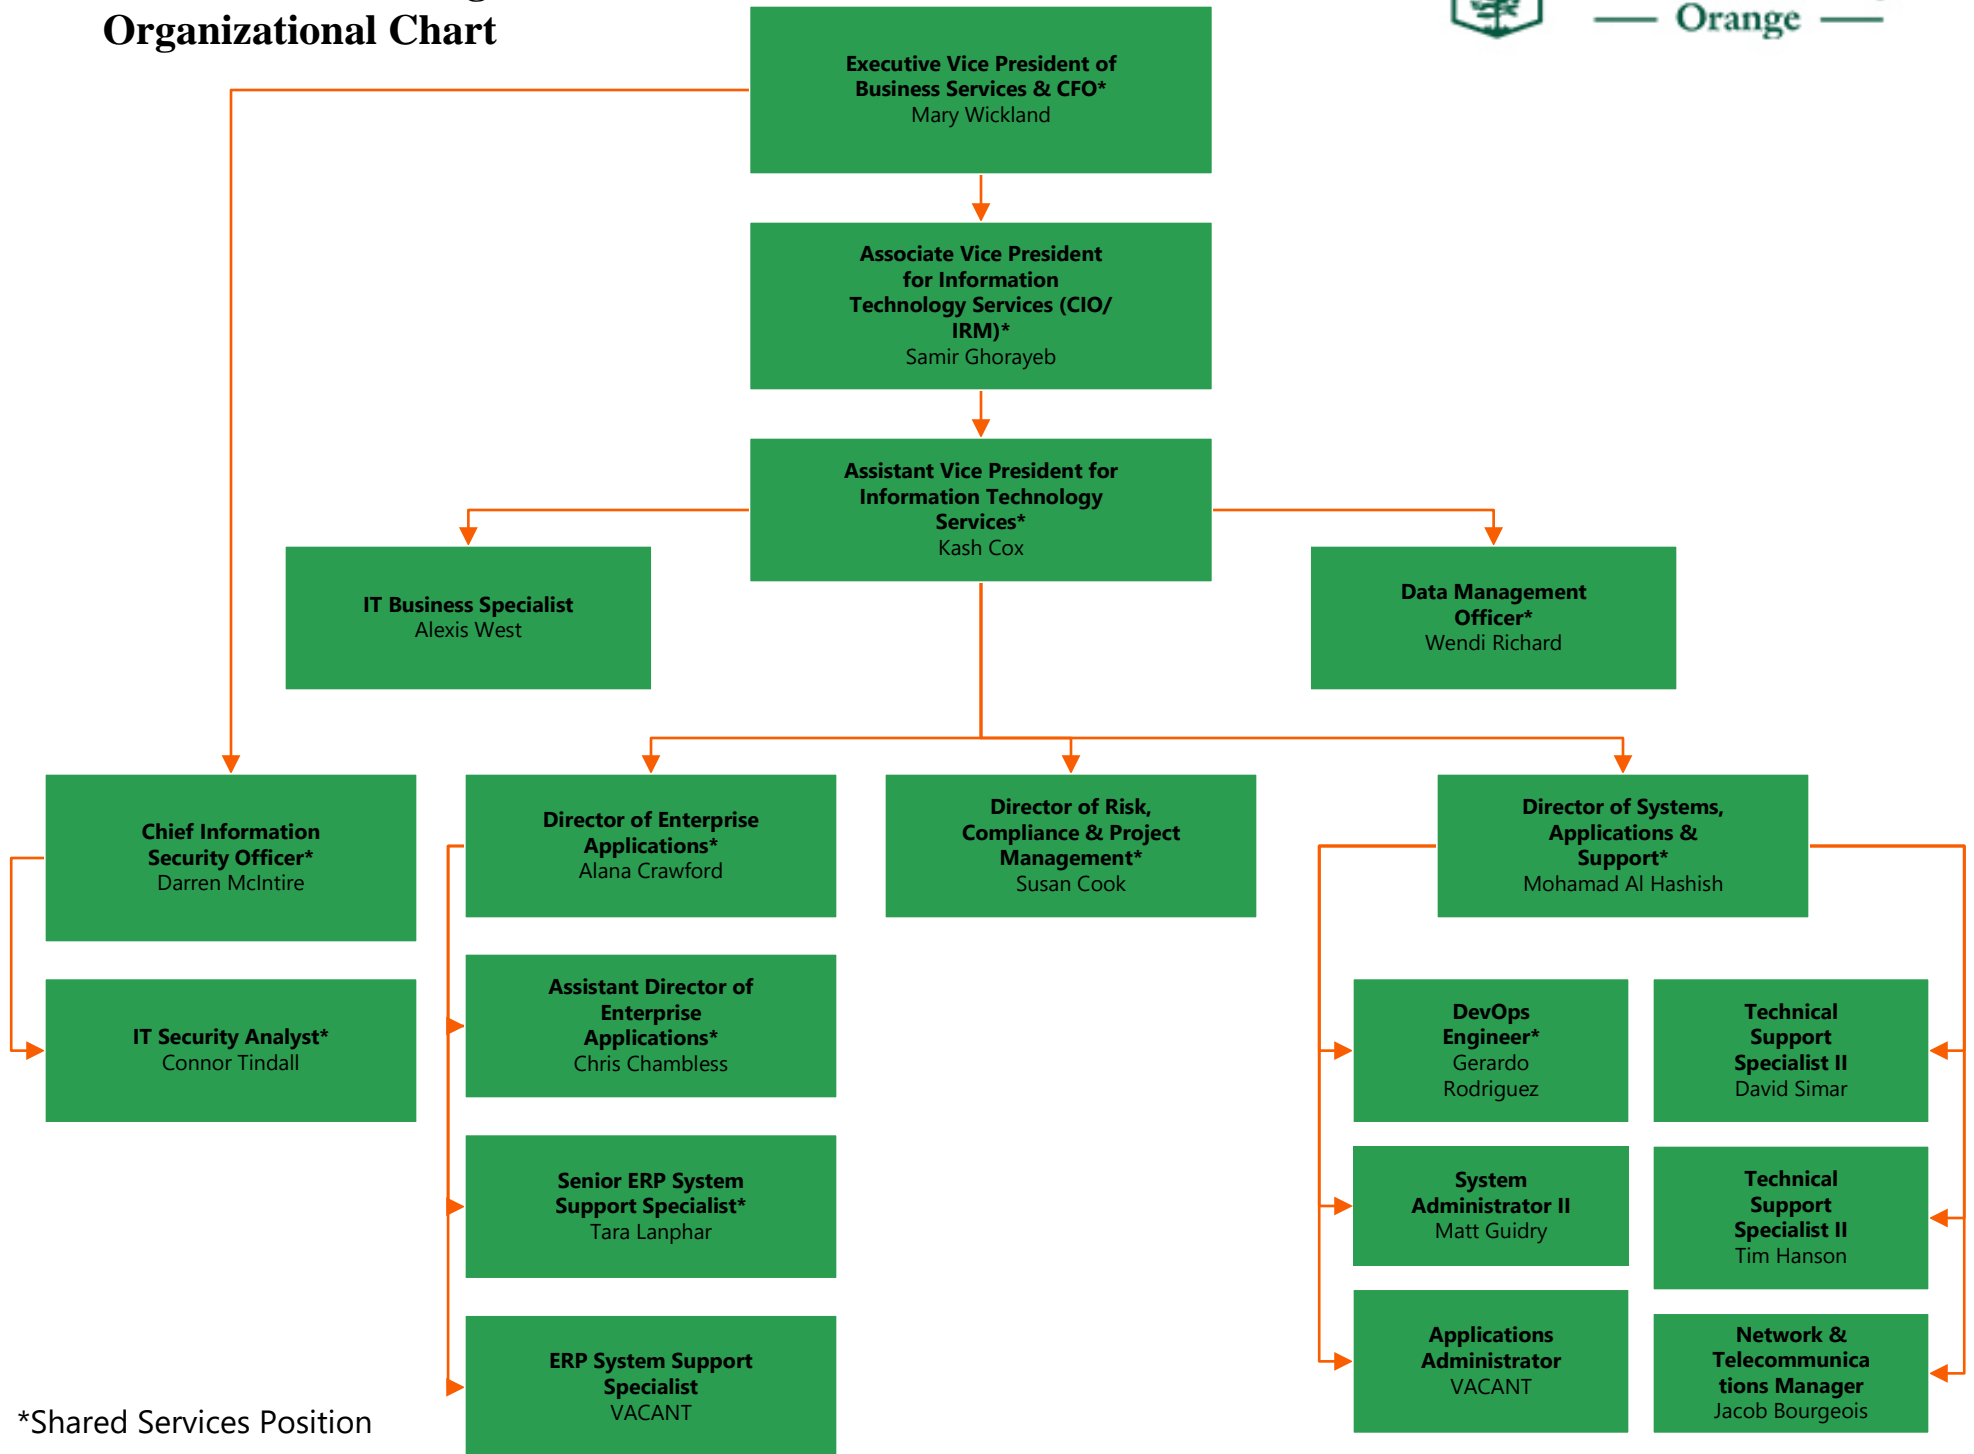 Organizational Chart
Orange
Executive Vice President of
Business Services & CFO*
Mary Wickland
Associate Vice President
for Information
Technology Services (CIO/
IRM)*
Samir Ghorayeb
Assistant Vice President for
Information Technology
Services*
Kash Cox
IT Business Specialist
Alexis West
Data Management
Officer*
Wendi Richard
Chief Information
Security Officer*
Darren McIntire
Director of Enterprise
Applications*
Alana Crawford
Director of Risk,
Compliance & Project
Management*
Susan Cook
Director of Systems,
Applications &
Support*
Mohamad Al Hashish
IT Security Analyst*
Connor Tindall
Assistant Director of
Enterprise
Applications*
Chris Chambless
Senior ERP System
Support Specialist*
Tara Lanphar
ERP System Support
Specialist
VACANT
DevOps
Engineer*
Gerardo
Rodriguez
System
Administrator II
Matt Guidry
Applications
Administrator
VACANT
Technical
Support
Specialist II
David Simar
Technical
Support
Specialist II
Tim Hanson
Network &
Telecommunica
tions Manager
Jacob Bourgeois
*Shared Services Position